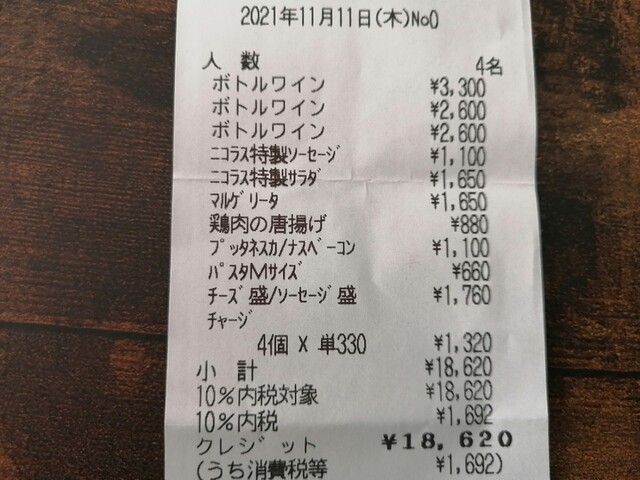 2021年11月11日(木)No0
人 数 4名
ボトルワイン ¥3,300
ボトルワイン ¥2,600
ボトルワイン ¥2,600
ニコラス特製ソーセージ ¥1,100
ニコラス特製サラダ ¥1,650
マルゲリータ ¥1,650
鶏肉の唐揚げ ¥880
プッタネスカ/ナスベーコン ¥1,100
パスタMサイズ ¥660
チーズ盛/ソーセージ盛 ¥1,760
チャージ
4個 X 単330 ¥1,320
小 計 ¥18,620
10%内税対象 ¥18,620
10%内税 ¥1,692
クレジット ¥18,620
(うち消費税等 ¥1,692)